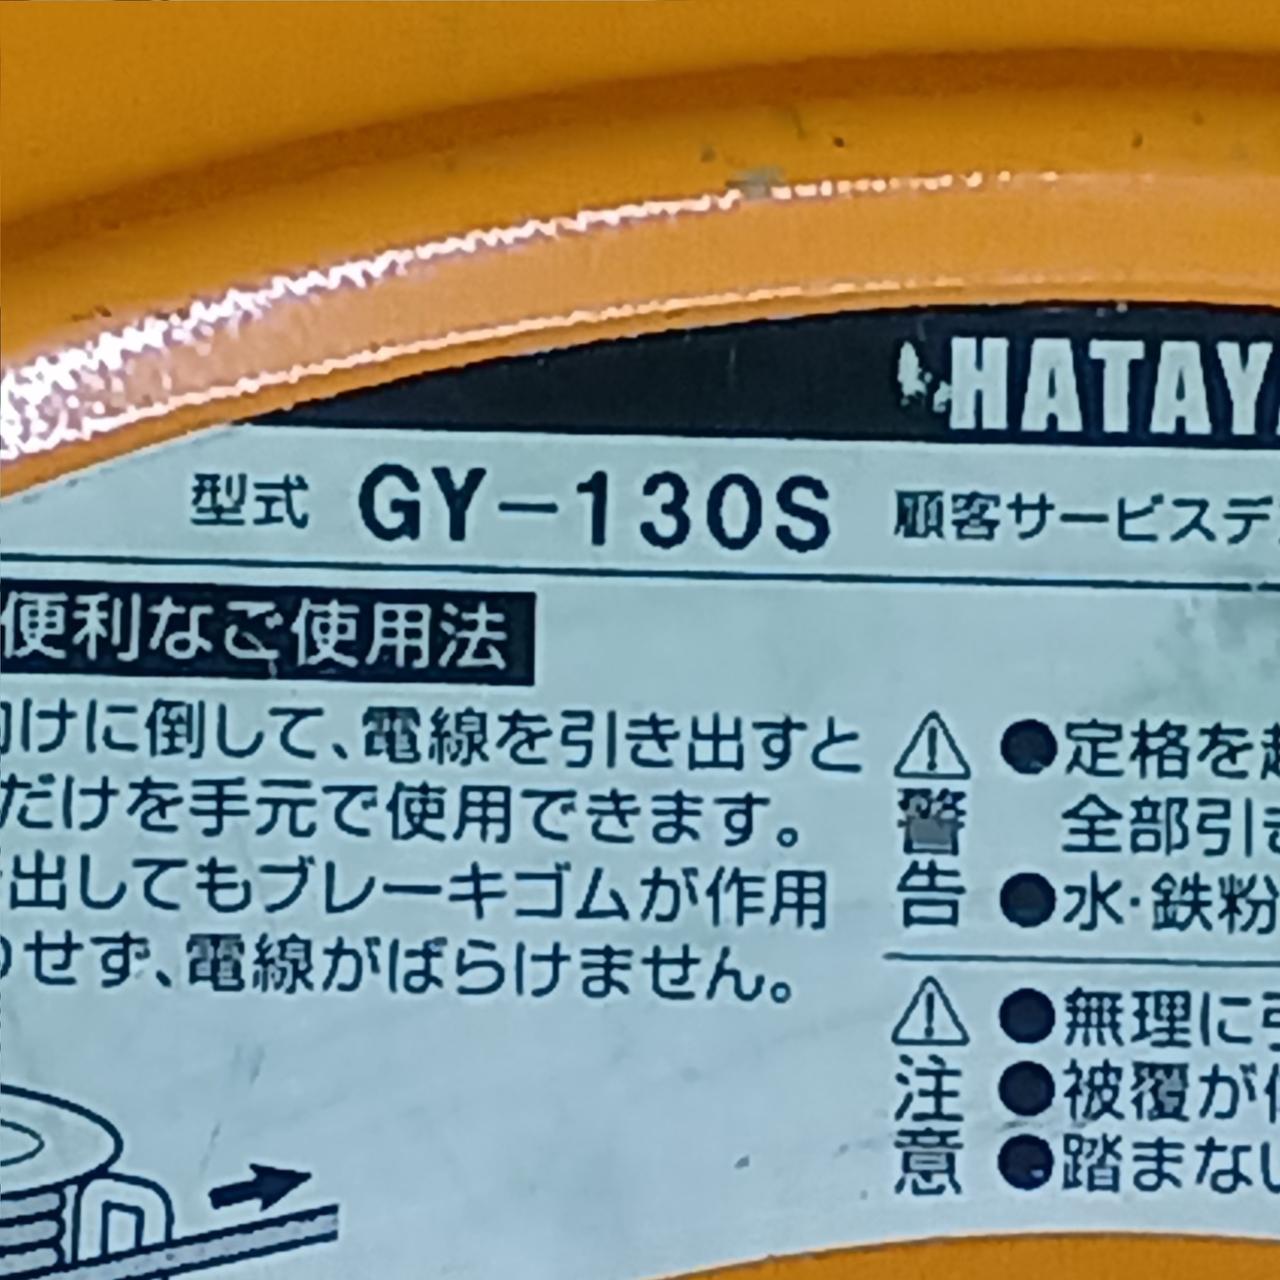 HATAY
型式 GY-130S 顧客サービスデ
便利なご使用法
向けに倒して、電線を引き出すと
だけを手元で使用できます。
出してもブレーキゴムが作用
せず、電線がばらけません。
警告
●定格を超
全部引き
●水・鉄粉
注意
●無理に引
●被覆が
●踏まない